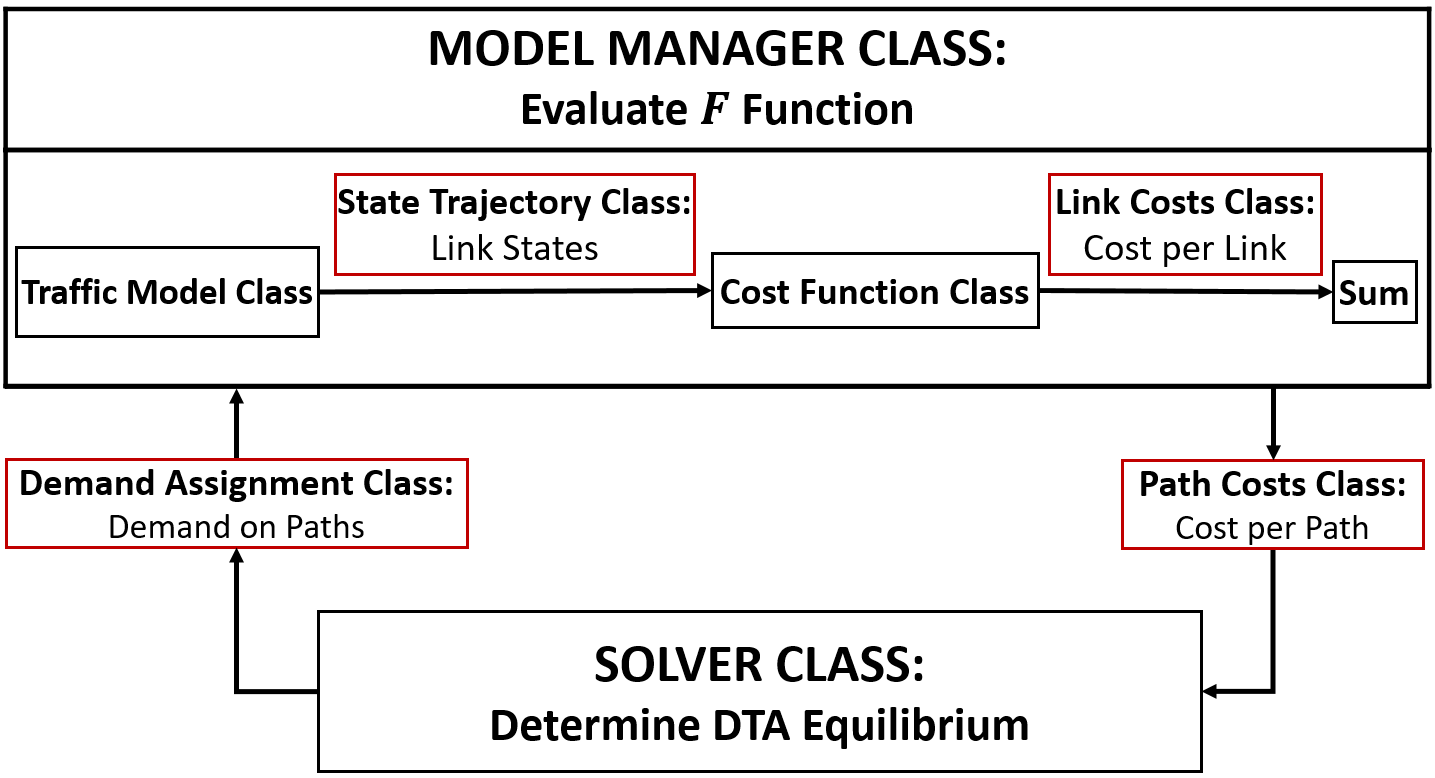 MODEL MANAGER CLASS:
Evaluate F Function
State Trajectory Class:
Link States
Link Costs Class:
Cost per Link
Traffic Model Class
Cost Function Class
Sum
Demand Assignment Class:
Demand on Paths
Path Costs Class:
Cost per Path
SOLVER CLASS:
Determine DTA Equilibrium